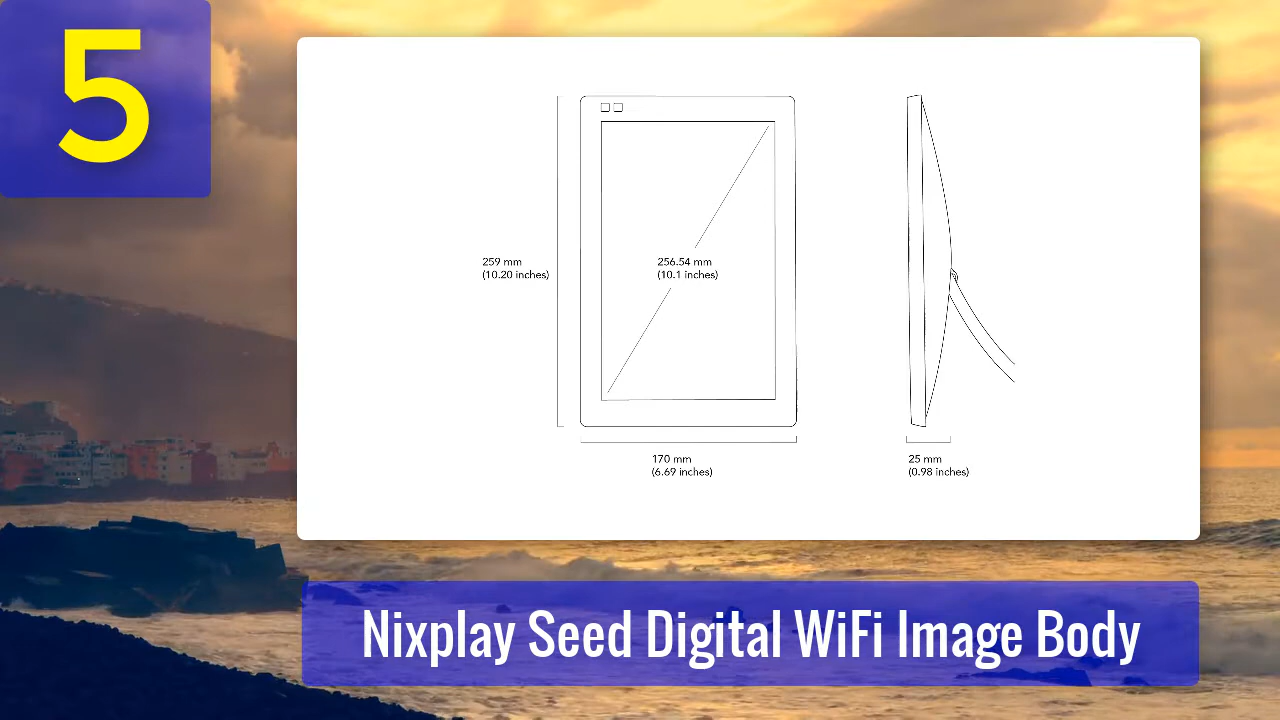 5
259 mm
(10.20 inches)
256.54 mm
(10.1 inches)
170 mm
(6.69 inches)
25 mm
(0.98 inches)
Nixplay Seed Digital WiFi Image Body